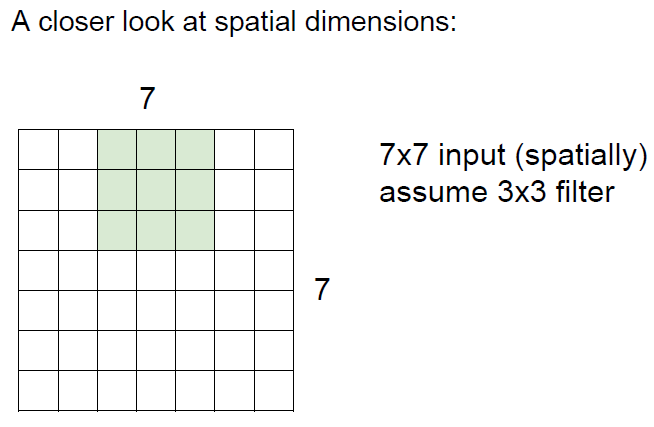 A closer look at spatial dimensions:
7
7x7 input (spatially)
assume 3x3 filter
7